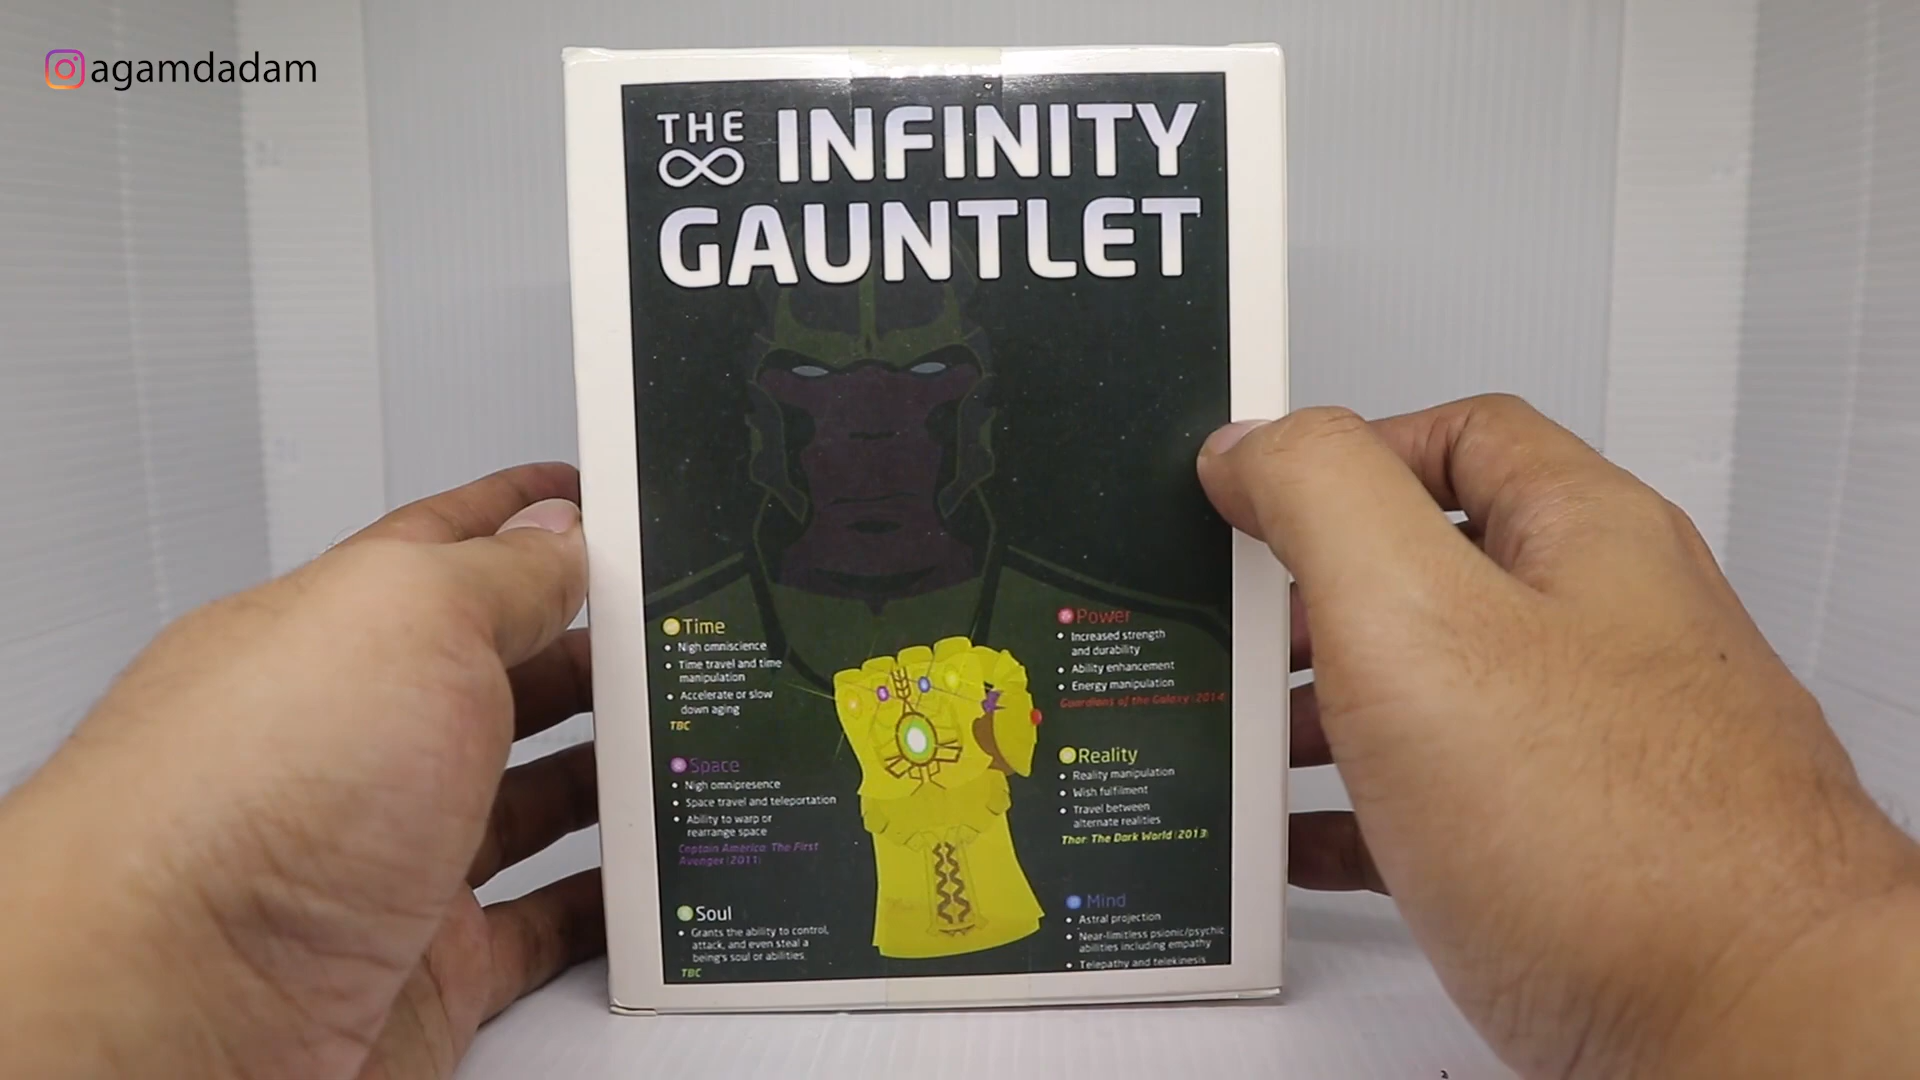 agamdadam
THE
INFINITY
GAUNTLET
Time
• Nigh omniscience
• Time travel and time
manipulation
• Accelerate or slow
down aging
TBC
Space
• Nigh omnipresence
• Space travel and teleportation
• Ability to warp or
rearrange space
Captain America: The First
Avenger (2011)
Soul
• Grants the ability to control,
attack, and even steal a
being's soul or abilities
TBC
Power
• Increased strength
and durability
• Ability enhancement
• Energy manipulation
Guardians of the Galaxy (2014
Reality
• Reality manipulation
• Wish fulfilment
• Travel between
alternate realities
Thor: The Dark World (2013)
Mind
• Astral projection
• Near-limitless psionic/psychic
abilities including empathy
• Telepathy and telekinesis